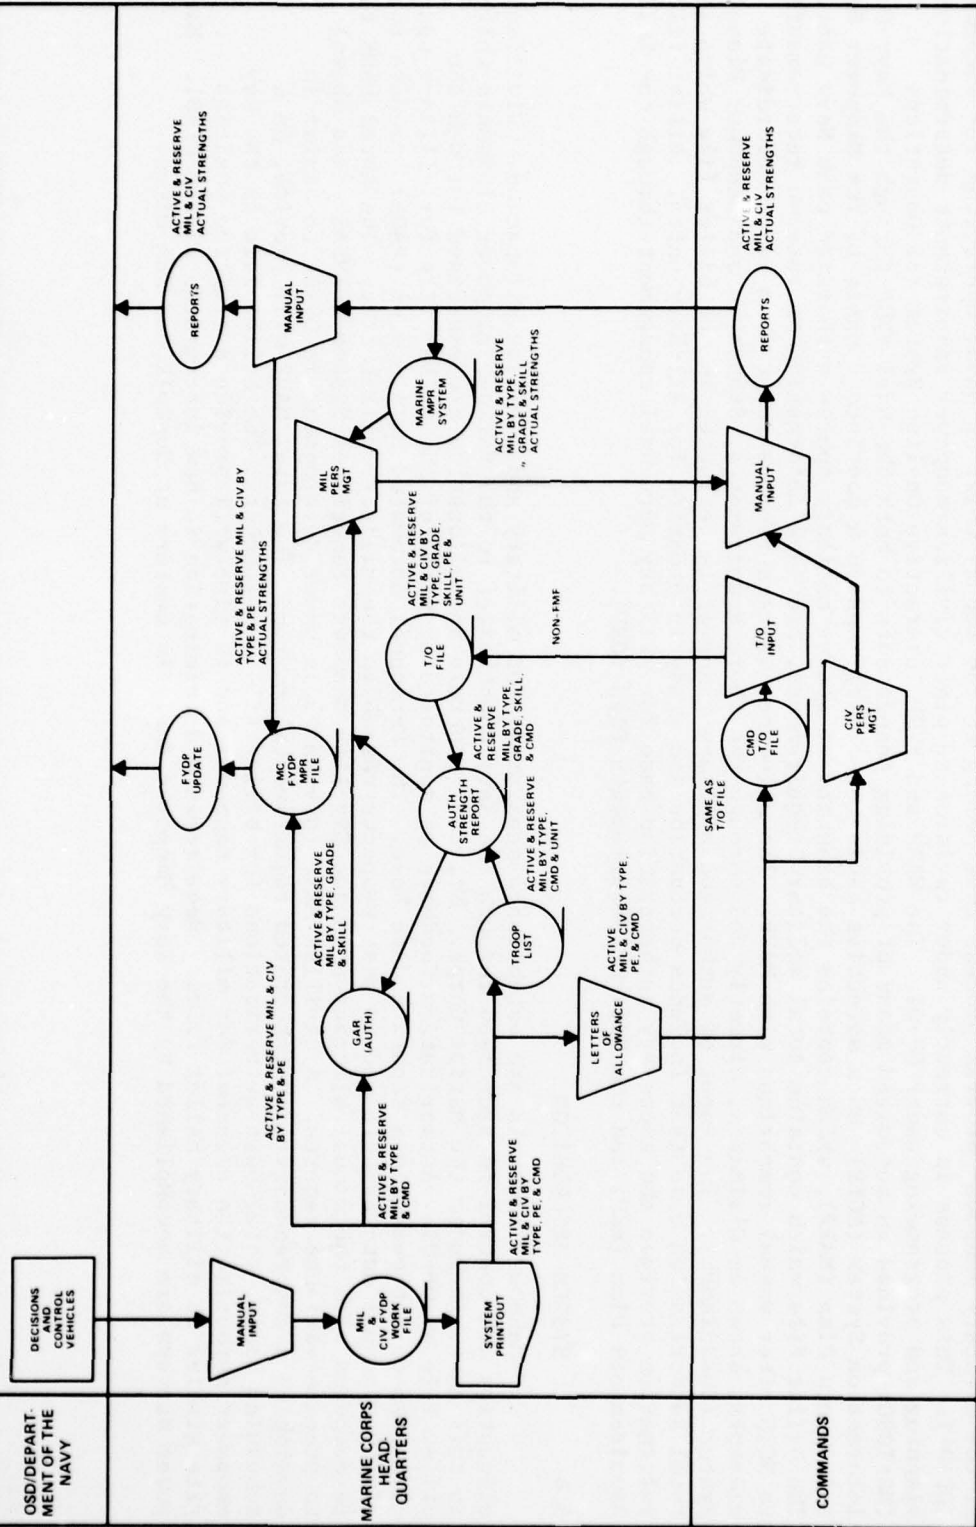 OSD/DEPART-
MENT OF THE
NAVY
DECISIONS
AND
CONTROL
VEHICLES
MARINE CORPS
HEAD-
QUARTERS
MANUAL
INPUT
MIL
&
CIV FYDP
WORK
FILE
SYSTEM
PRINTOUT
ACTIVE & RESERVE
MIL & CIV BY
TYPE, PE, & CMD
ACTIVE & RESERVE
MIL BY TYPE
& CMD
ACTIVE & RESERVE MIL & CIV
BY TYPE & PE
GAR
(AUTH)
ACTIVE & RESERVE
MIL BY TYPE, GRADE
& SKILL
TROOP
LIST
ACTIVE & RESERVE
MIL BY TYPE,
CMD & UNIT
LETTERS
OF
ALLOWANCE
ACTIVE
MIL & CIV BY TYPE,
PE, & CMD
AUTH
STRENGTH
REPORT
ACTIVE &
RESERVE
MIL BY TYPE,
GRADE, SKILL,
& CMD
FYDP
UPDATE
MC
FYDP
MPR
FILE
ACTIVE & RESERVE MIL & CIV BY
TYPE & PE
ACTUAL STRENGTHS
T/O
FILE
ACTIVE & RESERVE
MIL & CIV BY
TYPE, GRADE,
SKILL, PE &
UNIT
NON-FMF
MIL
PERS
MGT
MARINE
MPR
SYSTEM
ACTIVE & RESERVE
MIL BY TYPE,
GRADE & SKILL
ACTUAL STRENGTHS
REPORTS
ACTIVE & RESERVE
MIL & CIV
ACTUAL STRENGTHS
MANUAL
INPUT
COMMANDS
SAME AS
T/O FILE
CMD
T/O
FILE
T/O
INPUT
CIV
PERS
MGT
MANUAL
INPUT
REPORTS
ACTIVE & RESERVE
MIL & CIV
ACTUAL STRENGTHS